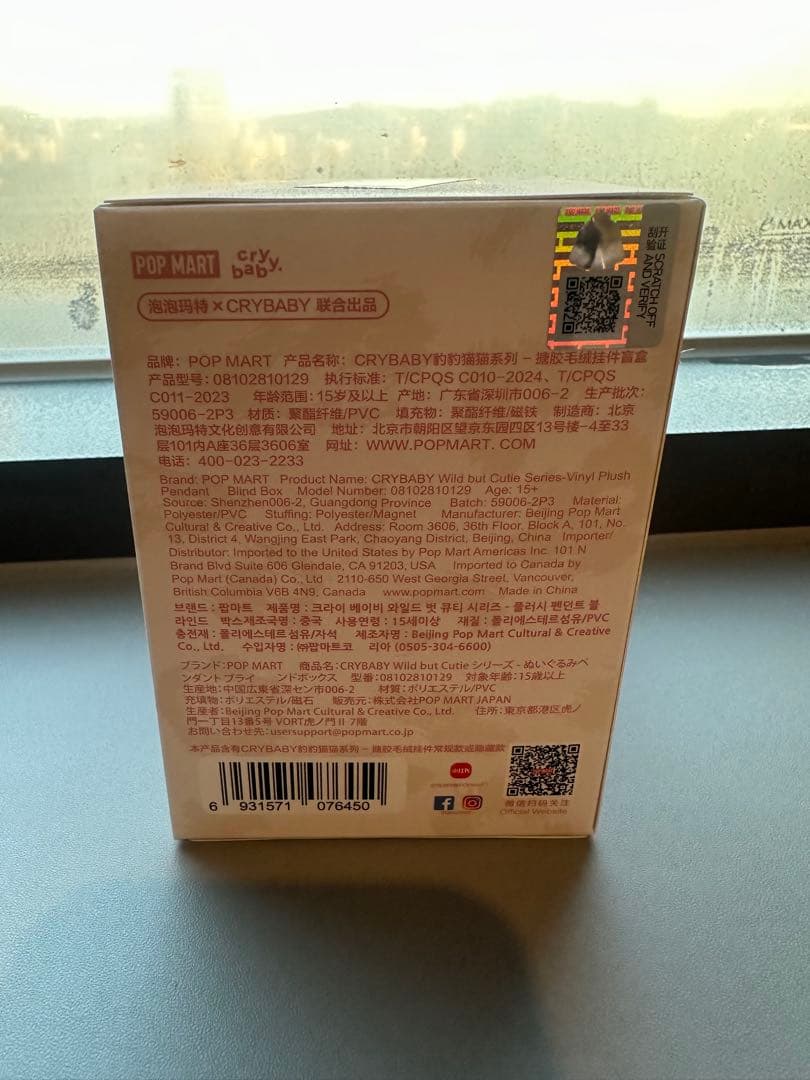 POP MART
cry
baby.
泡泡玛特×CRYBABY 联合出品
刮开
验证
SCRATCH OFF
AND VERIFY
品牌：POP MART 产品名称：CRYBABY豹豹猫猫系列－搪胶毛绒挂件盲盒
产品型号：08102810129 执行标准：T/CPQS C010-2024、T/CPQS
C011-2023 年龄范围：15岁及以上 产地：广东省深圳市006-2 生产批次：
59006-2P3 材质：聚酯纤维/PVC 填充物：聚酯纤维/磁铁 制造商：北京
泡泡玛特文化创意有限公司 地址：北京市朝阳区望京东园四区13号楼-4至33
层101内A座36层3606室 网址：WWW.POPMART. COM
电话：400-023-2233
Brand: POP MART Product Name: CRYBABY Wild but Cutie Series-Vinyl Plush
Pendant Blind Box Model Number: 08102810129 Age: 15+
Source: Shenzhen006-2, Guangdong Province Batch: 59006-2P3 Material:
Polyester/PVC Stuffing: Polyester/Magnet Manufacturer: Beijing Pop Mart
Cultural & Creative Co., Ltd. Address: Room 3606, 36th Floor, Block A, 101, No.
13, District 4, Wangjing East Park, Chaoyang District, Beijing, China Importer/
Distributor: Imported to the United States by Pop Mart Americas Inc. 101 N
Brand Blvd Suite 606 Glendale, CA 91203, USA Imported to Canada by
Pop Mart (Canada) Co., Ltd 2110-650 West Georgia Street, Vancouver,
British Columbia V6B 4N9, Canada www.popmart.com Made in China
브랜드 : 팝마트 제품명 : 크라이 베이비 와일드 벗 큐티 시리즈 - 플러시 펜던트 블
라인드 박스제조국명 : 중국 사용연령 : 15세이상 재질 : 폴리에스테르섬유/PVC
충전재 : 폴리에스테르섬유/자석 제조자명 : Beijing Pop Mart Cultural & Creative
Co., Ltd. 수입자명 : ㈜팝마트코 리아 (0505-304-6600)
ブランド：POP MART 商品名：CRYBABY Wild but Cutie シリーズ - ぬいぐるみペ
ンダント ブライ ンドボックス 型番：08102810129 対象年齢：15歳以上
生産地：中国広東省深セン市006-2 材質：ポリエステル/PVC
充填物：ポリエステル/磁石 販売元：株式会社POP MART JAPAN
生産者：Beijing Pop Mart Cultural & Creative Co., Ltd. 住所：東京都港区虎ノ
門一丁目13番5号 VORT虎ノ門Ⅱ 7階
お問い合わせ先：usersupport@popmart.co.jp
本产品含有CRYBABY豹豹猫猫系列－搪胶毛绒挂件常规款或隐藏款
6 931571 076450
小红书
微信扫码关注
Official Website